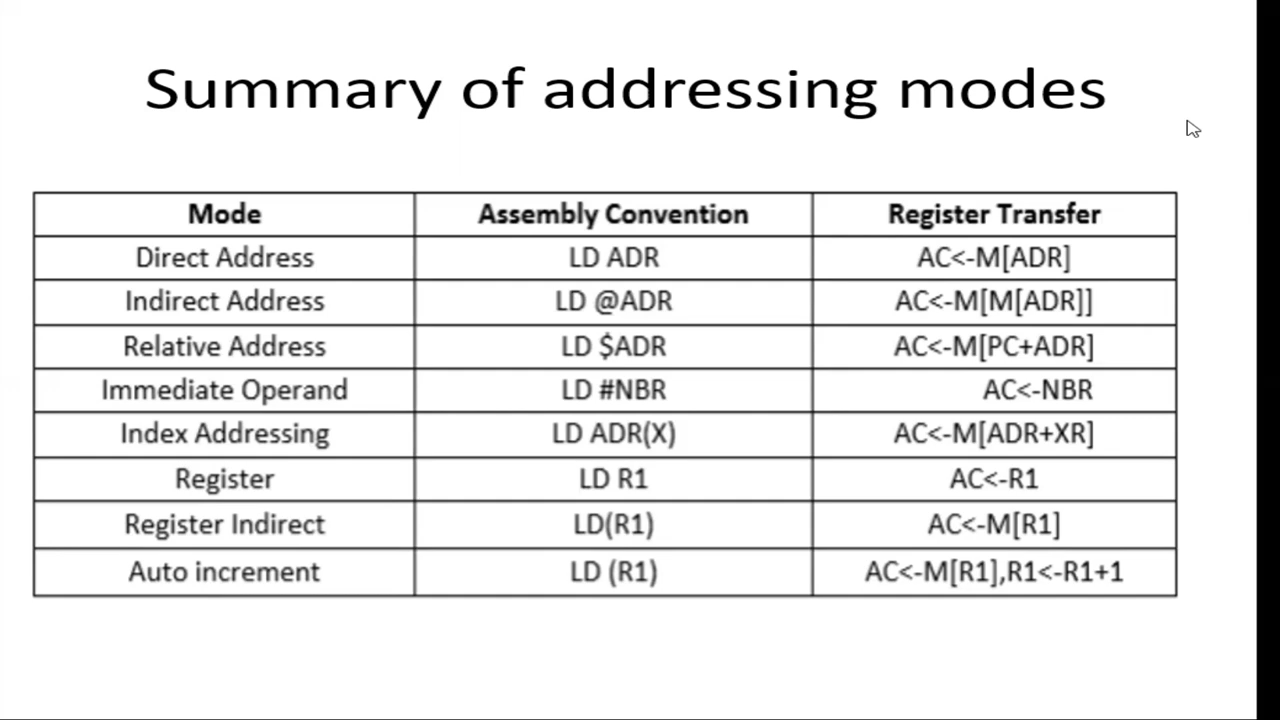 Summary of addressing modes
Mode Assembly Convention Register Transfer
Direct Address LD ADR AC<-M[ADR]
Indirect Address LD @ADR AC<-M[M[ADR]]
Relative Address LD $ADR AC<-M[PC+ADR]
Immediate Operand LD #NBR AC<-NBR
Index Addressing LD ADR(X) AC<-M[ADR+XR]
Register LD R1 AC<-R1
Register Indirect LD(R1) AC<-M[R1]
Auto increment LD (R1) AC<-M[R1],R1<-R1+1